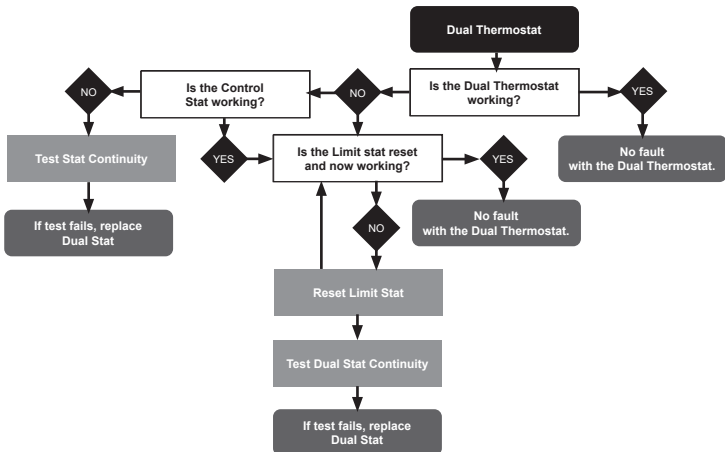 Dual Thermostat
Is the Dual Thermostat
working?
YES
No fault
with the Dual Thermostat.
NO
Is the Control
Stat working?
NO
Test Stat Continuity
If test fails, replace
Dual Stat
YES
Is the Limit stat reset
and now working?
YES
No fault
with the Dual Thermostat.
NO
Reset Limit Stat
Test Dual Stat Continuity
If test fails, replace
Dual Stat